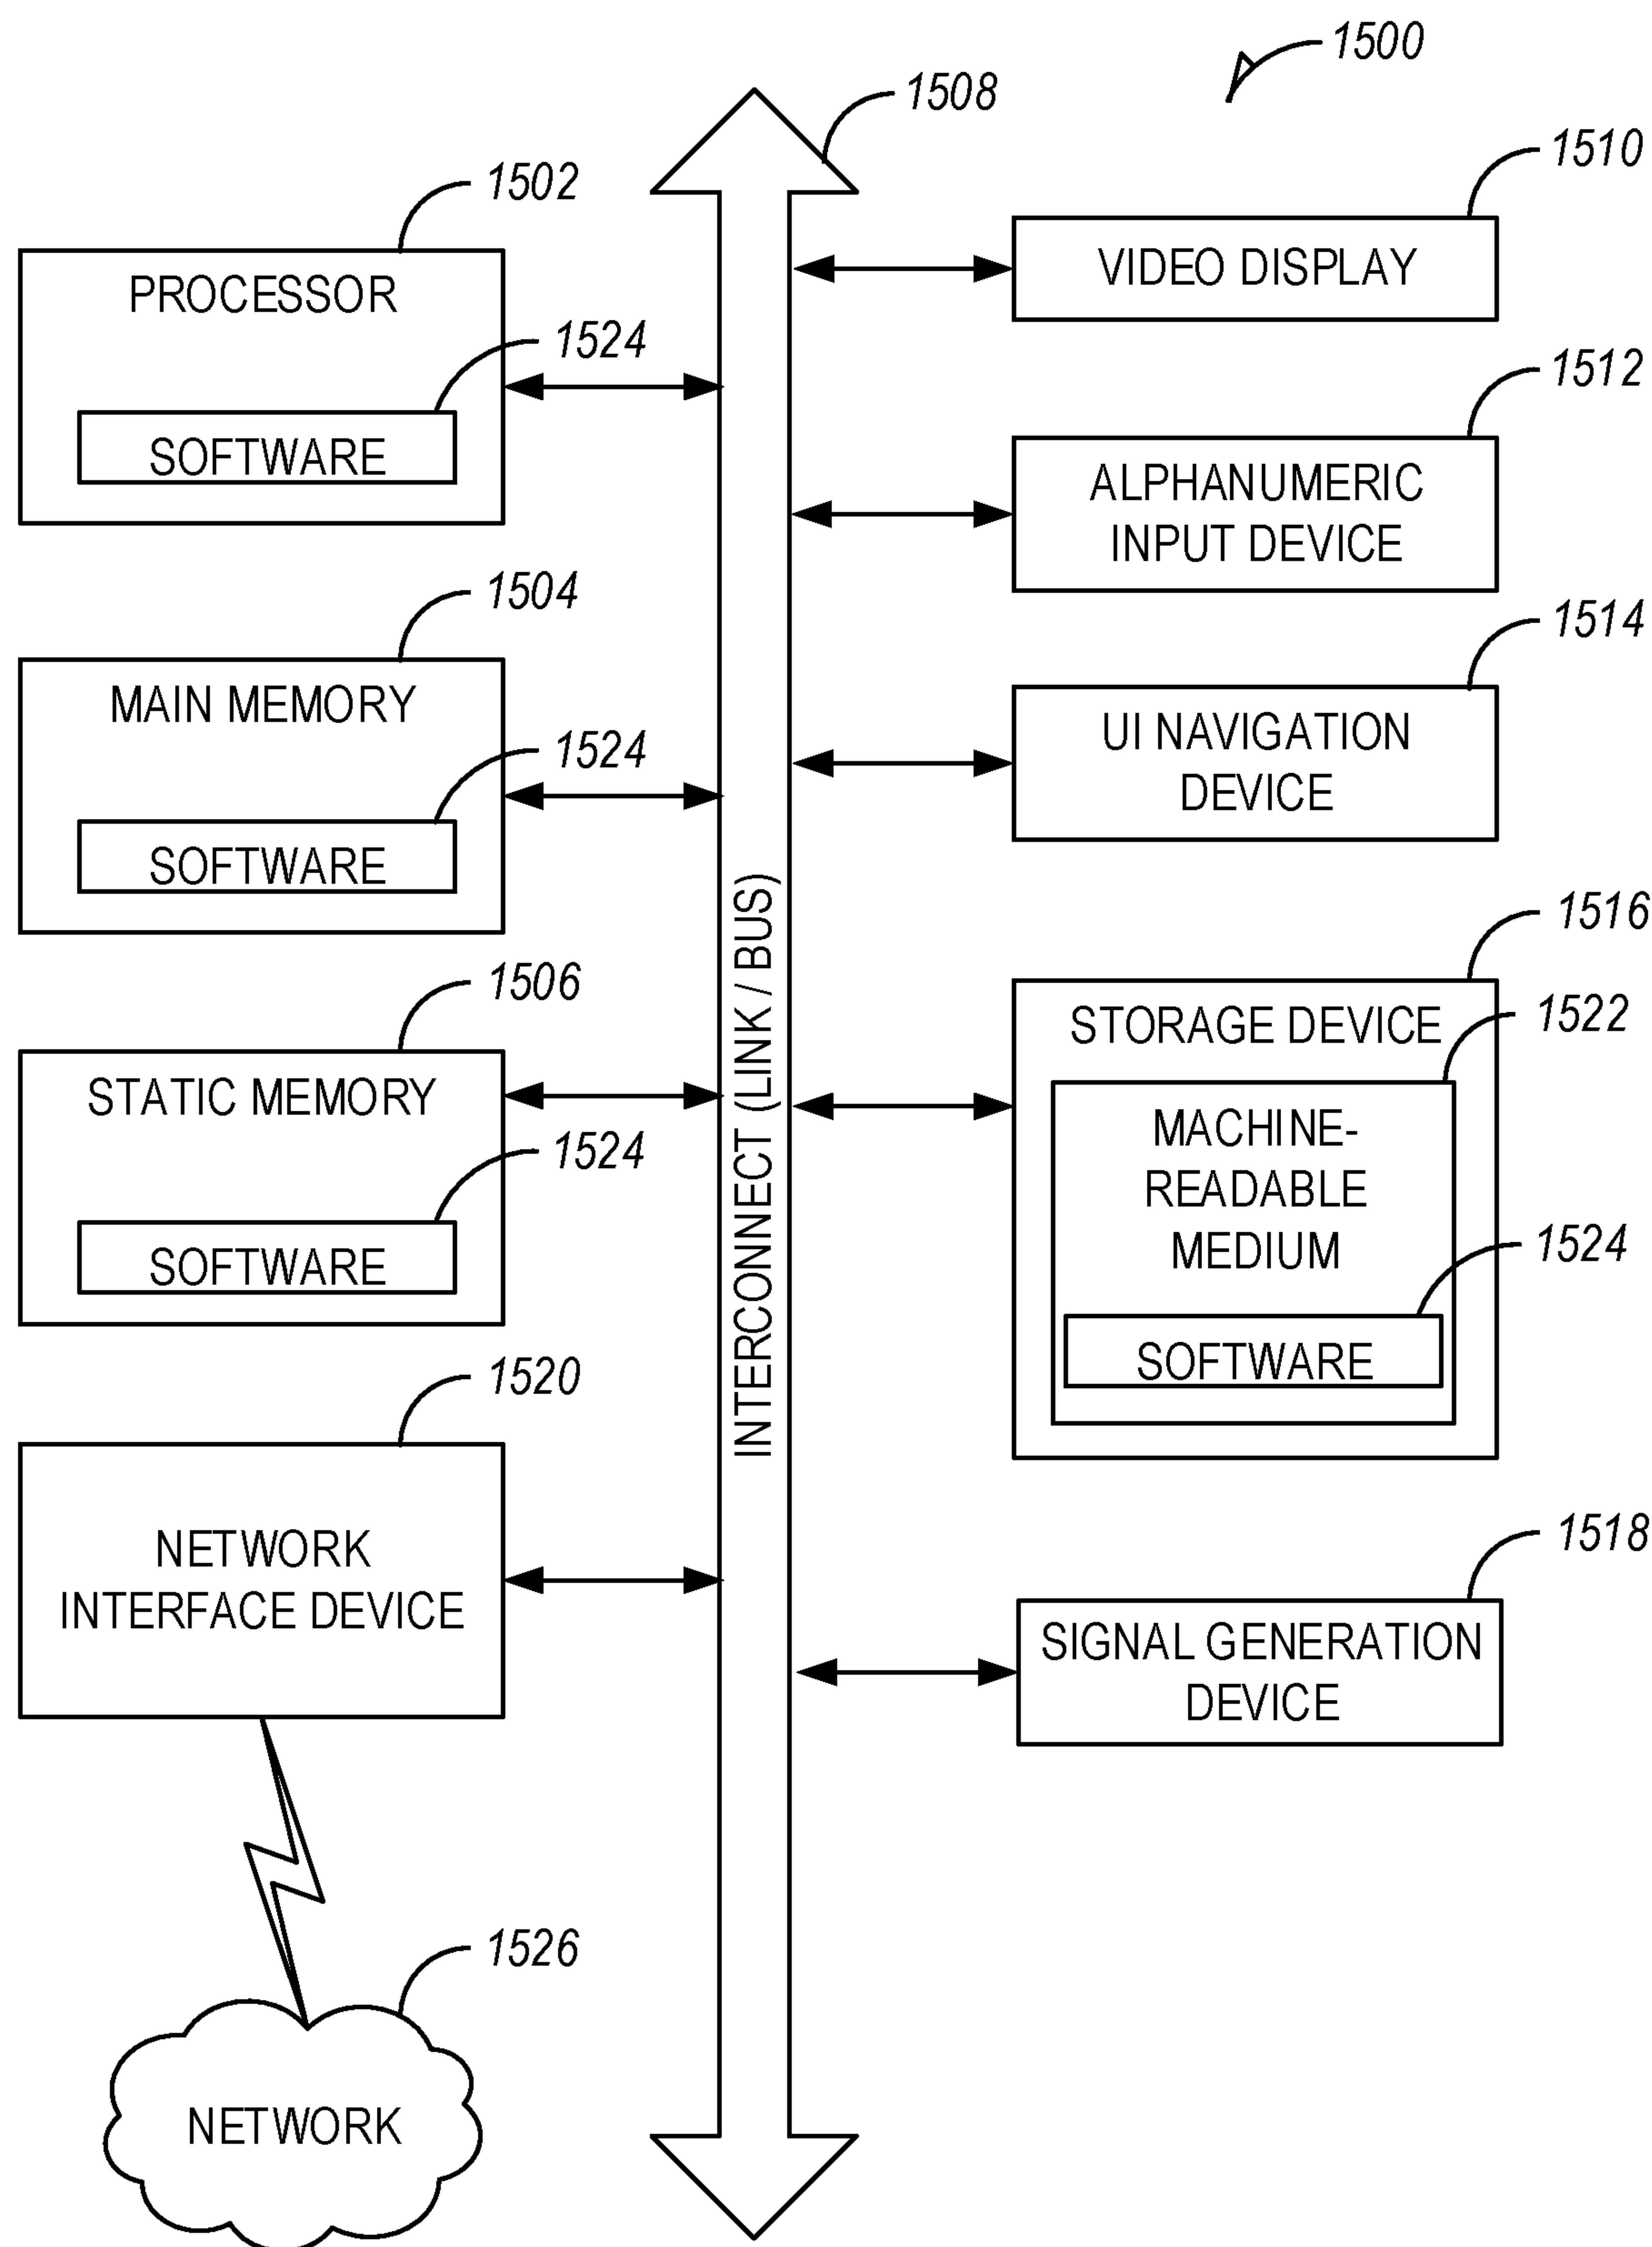 1500
1508
1510
1502
VIDEO DISPLAY
PROCESSOR
1524
SOFTWARE
1512
ALPHANUMERIC
INPUT DEVICE
1504
MAIN MEMORY
1524
SOFTWARE
1514
UI NAVIGATION
DEVICE
INTERCONNECT (LINK / BUS)
1506
STATIC MEMORY
1524
SOFTWARE
1516
STORAGE DEVICE
1522
MACHINE-
READABLE
MEDIUM
1524
SOFTWARE
1520
NETWORK
INTERFACE DEVICE
1518
SIGNAL GENERATION
DEVICE
1526
NETWORK